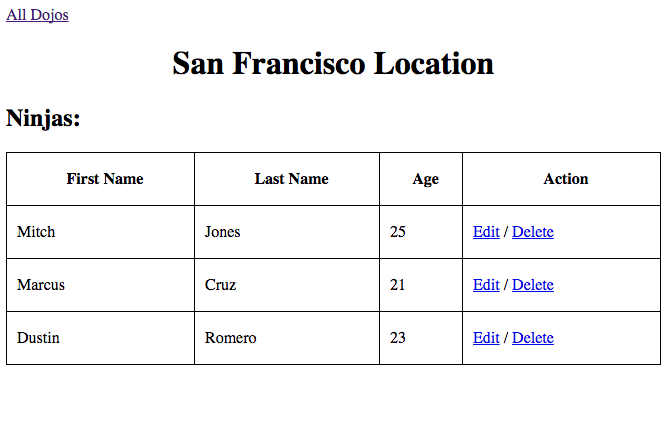 All Dojos
San Francisco Location
Ninjas:
First Name Last Name Age Action
Mitch Jones 25 Edit / Delete
Marcus Cruz 21 Edit / Delete
Dustin Romero 23 Edit / Delete